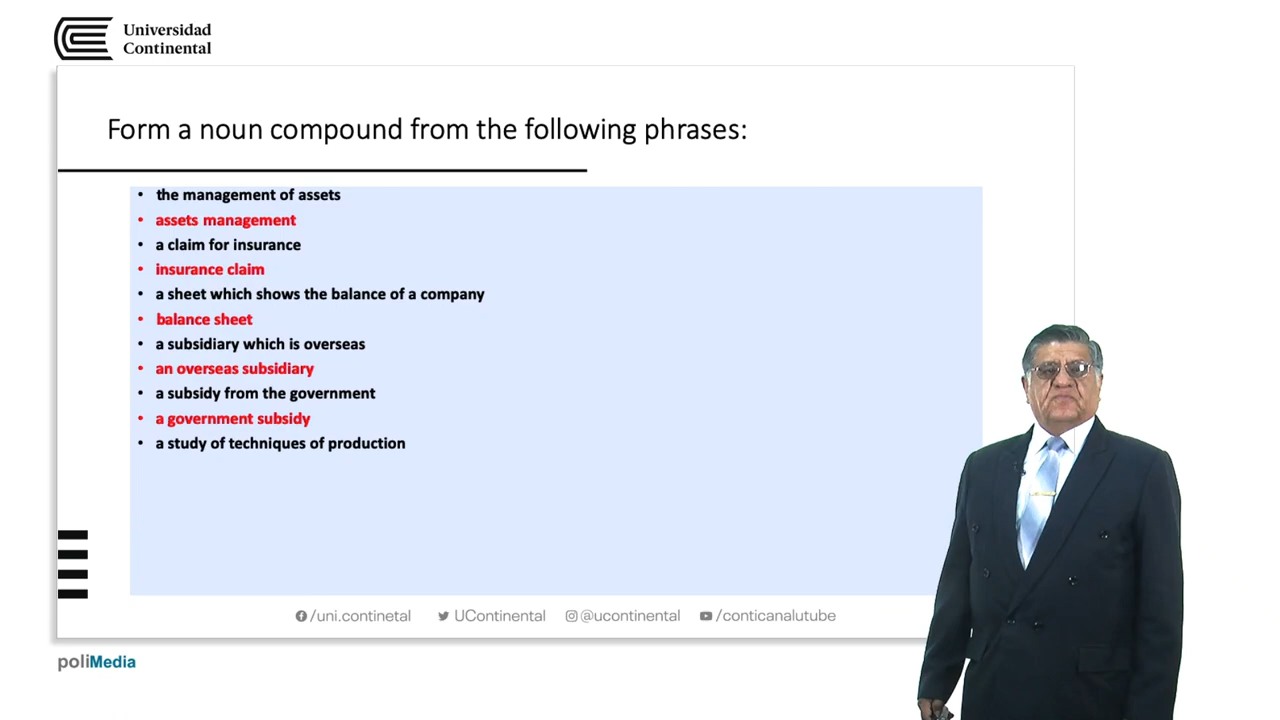 Universidad
Continental
Form a noun compound from the following phrases:
• the management of assets
• assets management
• a claim for insurance
• insurance claim
• a sheet which shows the balance of a company
• balance sheet
• a subsidiary which is overseas
• an overseas subsidiary
• a subsidy from the government
• a government subsidy
• a study of techniques of production
/uni.continetal UContinental @ucontinental /conticanalutube
poliMedia